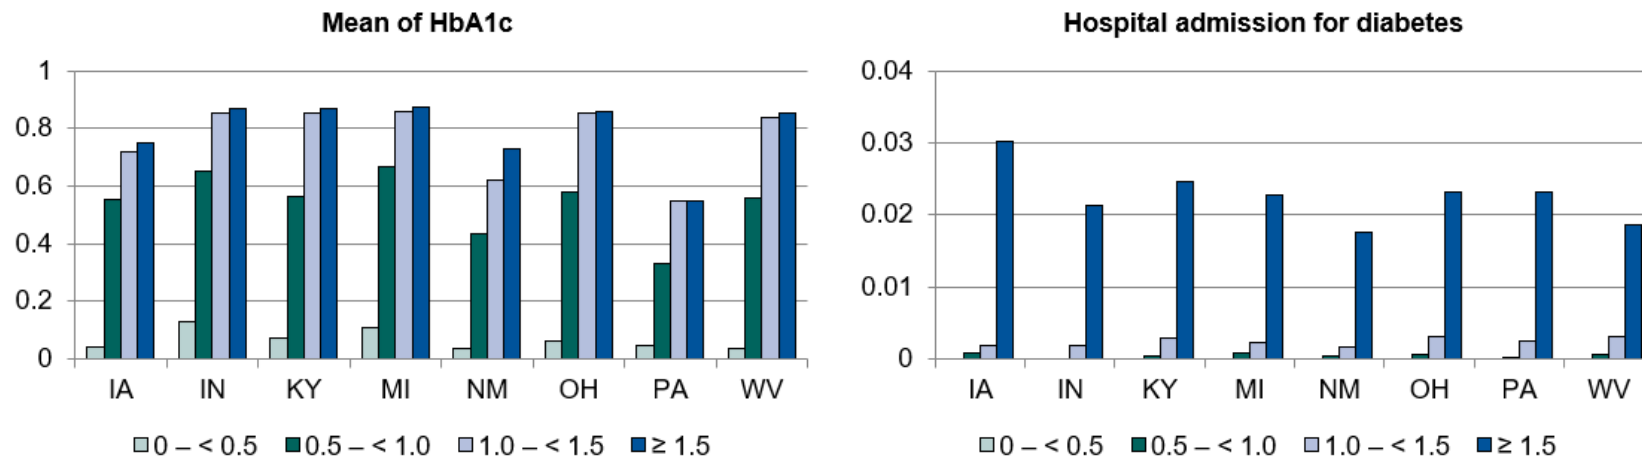 Mean of HbA1c
1
0.8
0.6
0.4
0.2
0
IA IN KY MI NM OH PA WV
0 – < 0.5 0.5 – < 1.0 1.0 – < 1.5 ≥ 1.5
Hospital admission for diabetes
0.04
0.03
0.02
0.01
0
IA IN KY MI NM OH PA WV
0 – < 0.5 0.5 – < 1.0 1.0 – < 1.5 ≥ 1.5